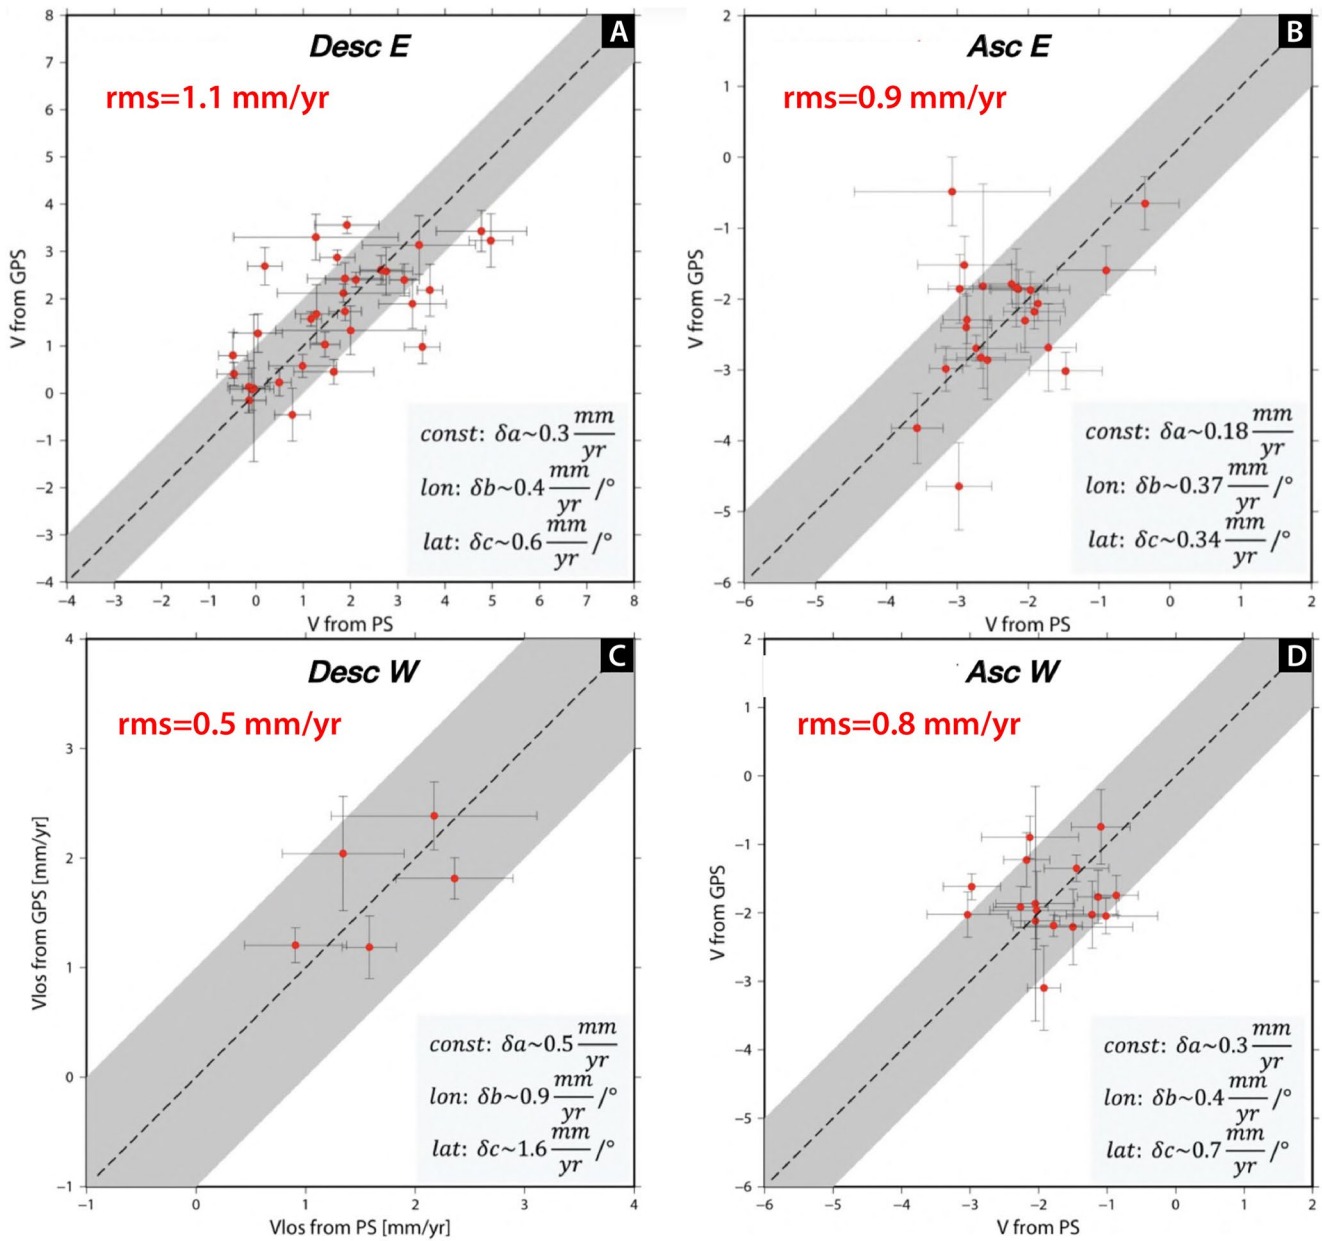 A
Desc E
rms=1.1 mm/yr
8
7
6
5
4
3
2
1
0
−1
−2
−3
−4
V from GPS
const: δa~0.3 mm/yr
lon: δb~0.4 mm/yr /°
lat: δc~0.6 mm/yr /°
−4 −3 −2 −1 0 1 2 3 4 5 6 7 8
V from PS
B
Asc E
rms=0.9 mm/yr
2
1
0
−1
−2
−3
−4
−5
−6
V from GPS
const: δa~0.18 mm/yr
lon: δb~0.37 mm/yr /°
lat: δc~0.34 mm/yr /°
−6 −5 −4 −3 −2 −1 0 1 2
V from PS
C
Desc W
rms=0.5 mm/yr
4
3
2
1
0
−1
Vlos from GPS [mm/yr]
const: δa~0.5 mm/yr
lon: δb~0.9 mm/yr /°
lat: δc~1.6 mm/yr /°
−1 0 1 2 3 4
Vlos from PS [mm/yr]
D
Asc W
rms=0.8 mm/yr
2
1
0
−1
−2
−3
−4
−5
−6
V from GPS
const: δa~0.3 mm/yr
lon: δb~0.4 mm/yr /°
lat: δc~0.7 mm/yr /°
−6 −5 −4 −3 −2 −1 0 1 2
V from PS